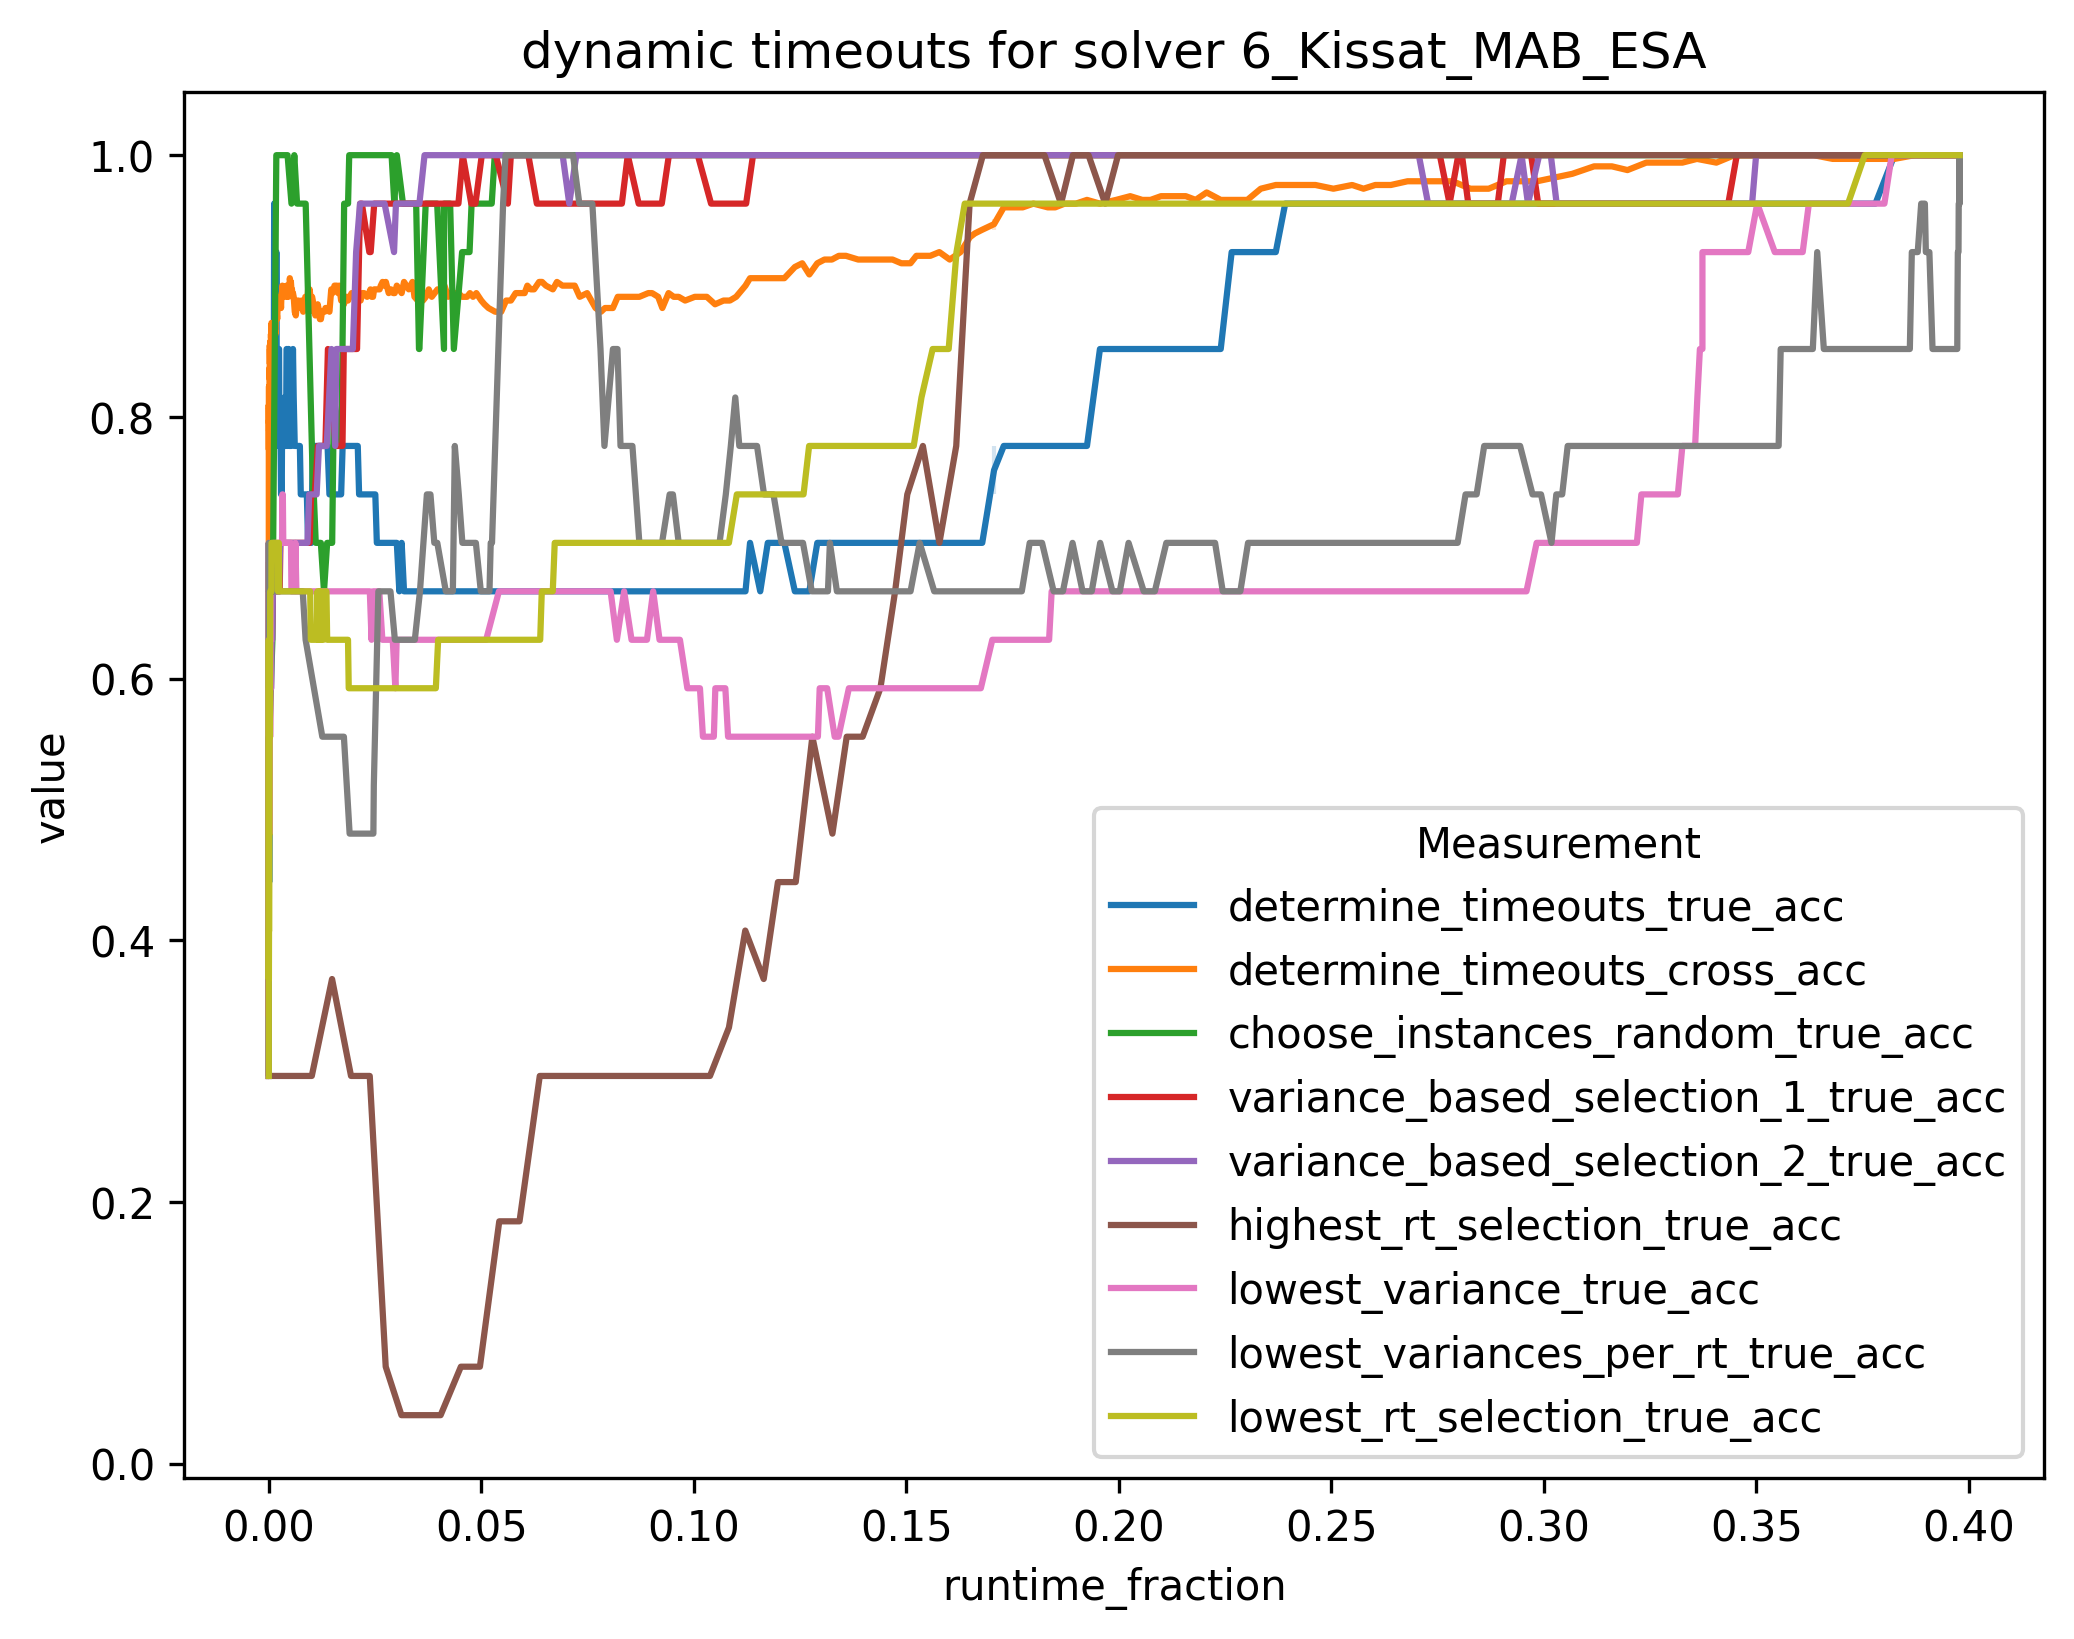 dynamic timeouts for solver 6_Kissat_MAB_ESA
1.0
0.8
0.6
0.4
0.2
0.0
value
Measurement
determine_timeouts_true_acc
determine_timeouts_cross_acc
choose_instances_random_true_acc
variance_based_selection_1_true_acc
variance_based_selection_2_true_acc
highest_rt_selection_true_acc
lowest_variance_true_acc
lowest_variances_per_rt_true_acc
lowest_rt_selection_true_acc
0.00 0.05 0.10 0.15 0.20 0.25 0.30 0.35 0.40
runtime_fraction